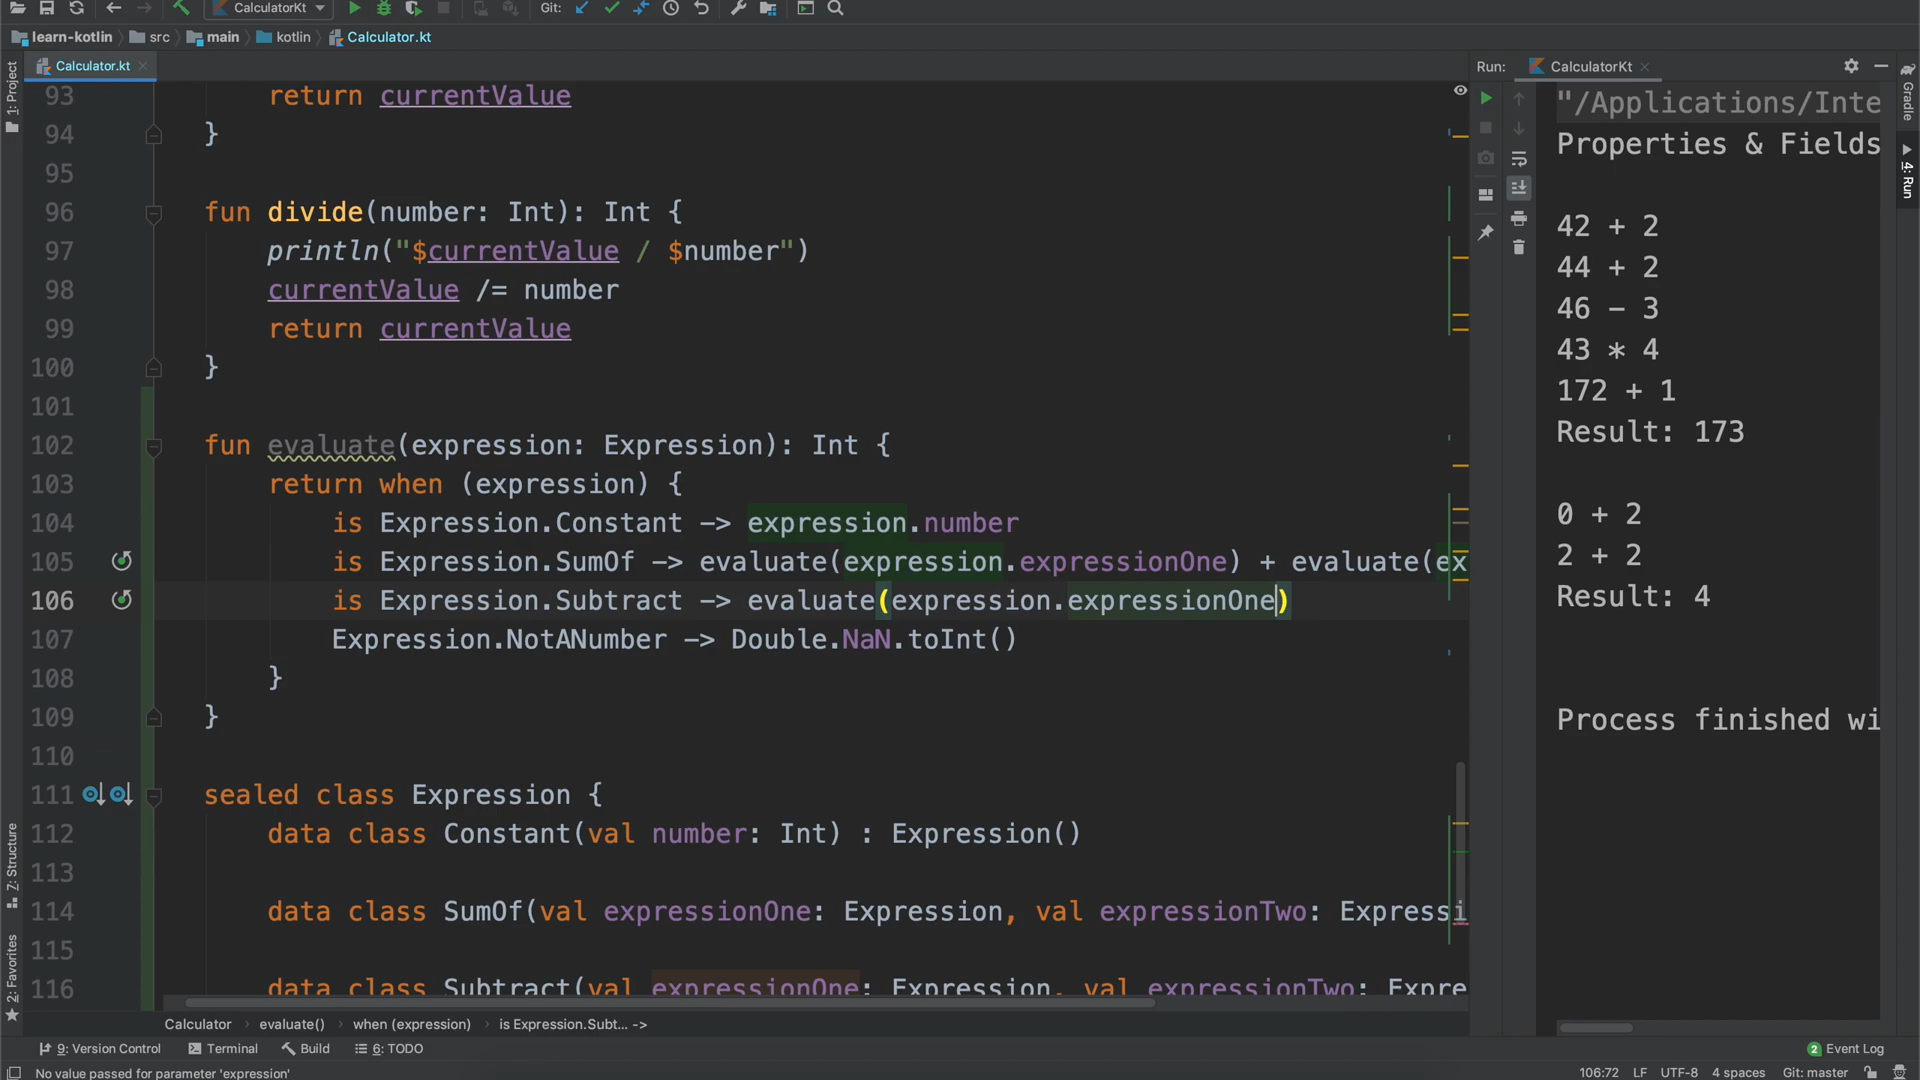 CalculatorKt
Git:
learn-kotlin
src
main
kotlin
Calculator.kt
Calculator.kt
Run:
CalculatorKt
1: Project
Gradle
4: Run
7: Structure
2: Favorites
93 return currentValue
94 }
95
96 fun divide(number: Int): Int {
97 println("$currentValue / $number")
98 currentValue /= number
99 return currentValue
100 }
101
102 fun evaluate(expression: Expression): Int {
103 return when (expression) {
104 is Expression.Constant -> expression.number
105 is Expression.SumOf -> evaluate(expression.expressionOne) + evaluate(ex
106 is Expression.Subtract -> evaluate(expression.expressionOne)
107 Expression.NotANumber -> Double.NaN.toInt()
108 }
109 }
110
111 sealed class Expression {
112 data class Constant(val number: Int) : Expression()
113
114 data class SumOf(val expressionOne: Expression, val expressionTwo: Expressi
115
116 data class Subtract(val expressionOne: Expression, val expressionTwo: Expre
"/Applications/Inte
Properties & Fields
42 + 2
44 + 2
46 - 3
43 * 4
172 + 1
Result: 173
0 + 2
2 + 2
Result: 4
Process finished wi
Calculator > evaluate() > when (expression) > is Expression.Subt... ->
9: Version Control
Terminal
Build
6: TODO
2 Event Log
No value passed for parameter 'expression'
106:72 LF UTF-8 4 spaces Git: master